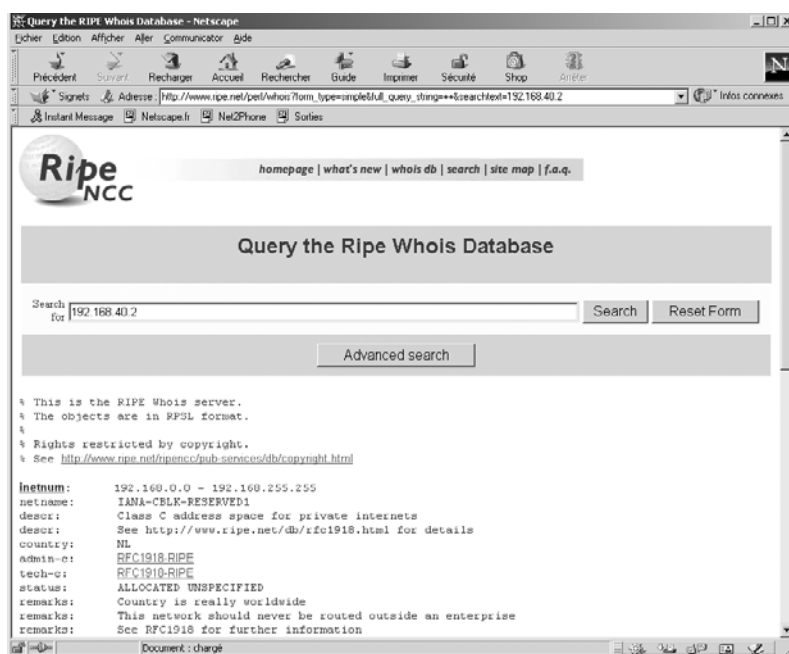 Query the RIPE Whois Database - Netscape
Fichier Edition Afficher Aller Communicator Aide
Précédent Suivant Recharger Accueil Rechercher Guide Imprimer Sécurité Shop Arrêter
N
Signets Adresse : http://www.ripe.net/perl/whois?form_type=simple&full_query_string=++&searchtext=192.168.40.2 Infos connexes
Instant Message Netscape.fr Net2Phone Sorties
Ripe NCC
homepage | what's new | whois db | search | site map | f.a.q.
Query the Ripe Whois Database
Search for 192.168.40.2 Search Reset Form
Advanced search
% This is the RIPE Whois server.
% The objects are in RPSL format.
%
% Rights restricted by copyright.
% See http://www.ripe.net/ripencc/pub-services/db/copyright.html
inetnum: 192.168.0.0 - 192.168.255.255
netname: IANA-CBLK-RESERVED1
descr: Class C address space for private internets
descr: See http://www.ripe.net/db/rfc1918.html for details
country: NL
admin-c: RFC1918-RIPE
tech-c: RFC1918-RIPE
status: ALLOCATED UNSPECIFIED
remarks: Country is really worldwide
remarks: This network should never be routed outside an enterprise
remarks: See RFC1918 for further information
Document : chargé